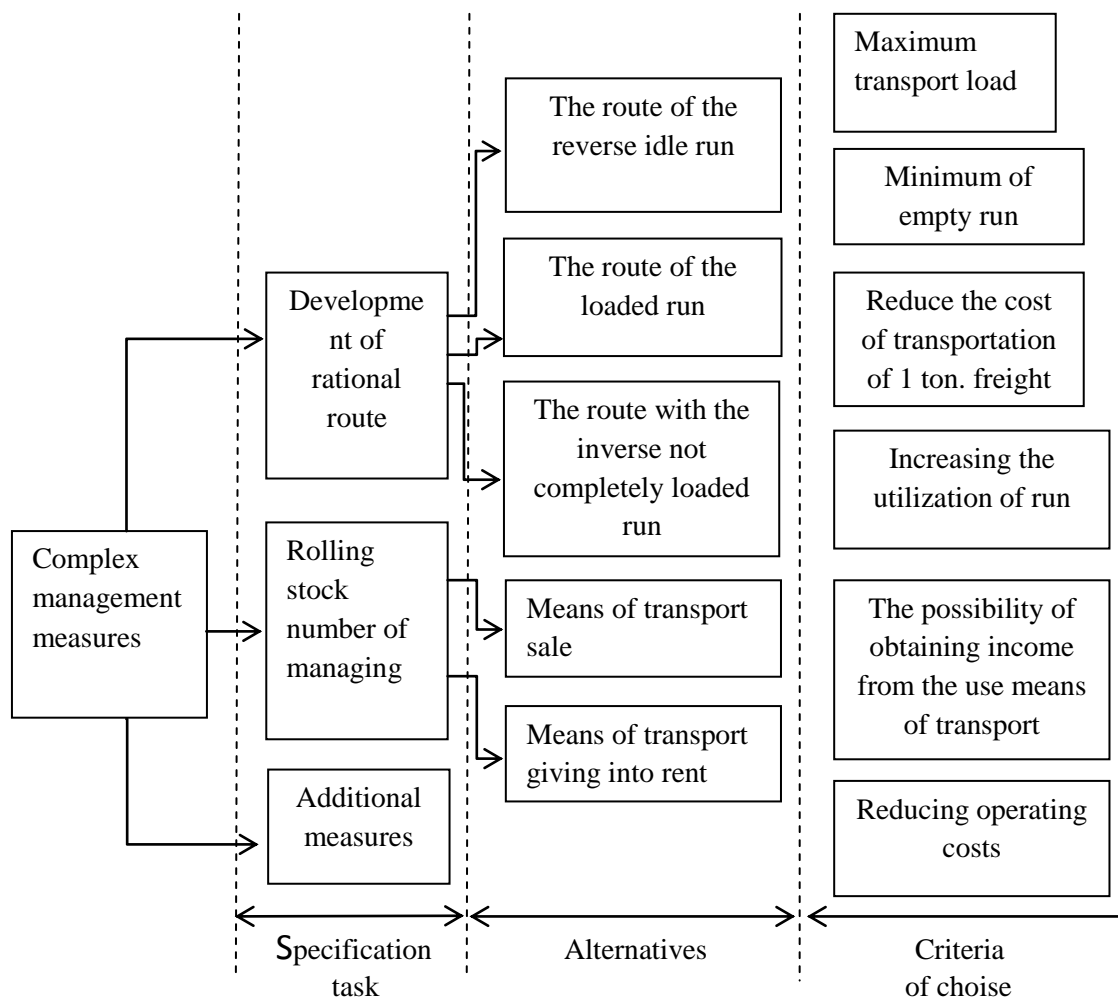 Complex
management
measures
Developme
nt of
rational
route
Rolling
stock
number of
managing
Additional
measures
The route of the
reverse idle run
The route of the
loaded run
The route with the
inverse not
completely loaded
run
Means of transport
sale
Means of transport
giving into rent
Maximum
transport load
Minimum of
empty run
Reduce the cost
of transportation
of 1 ton. freight
Increasing the
utilization of run
The possibility of
obtaining income
from the use means
of transport
Reducing operating
costs
Specification
task
Alternatives
Criteria
of choise